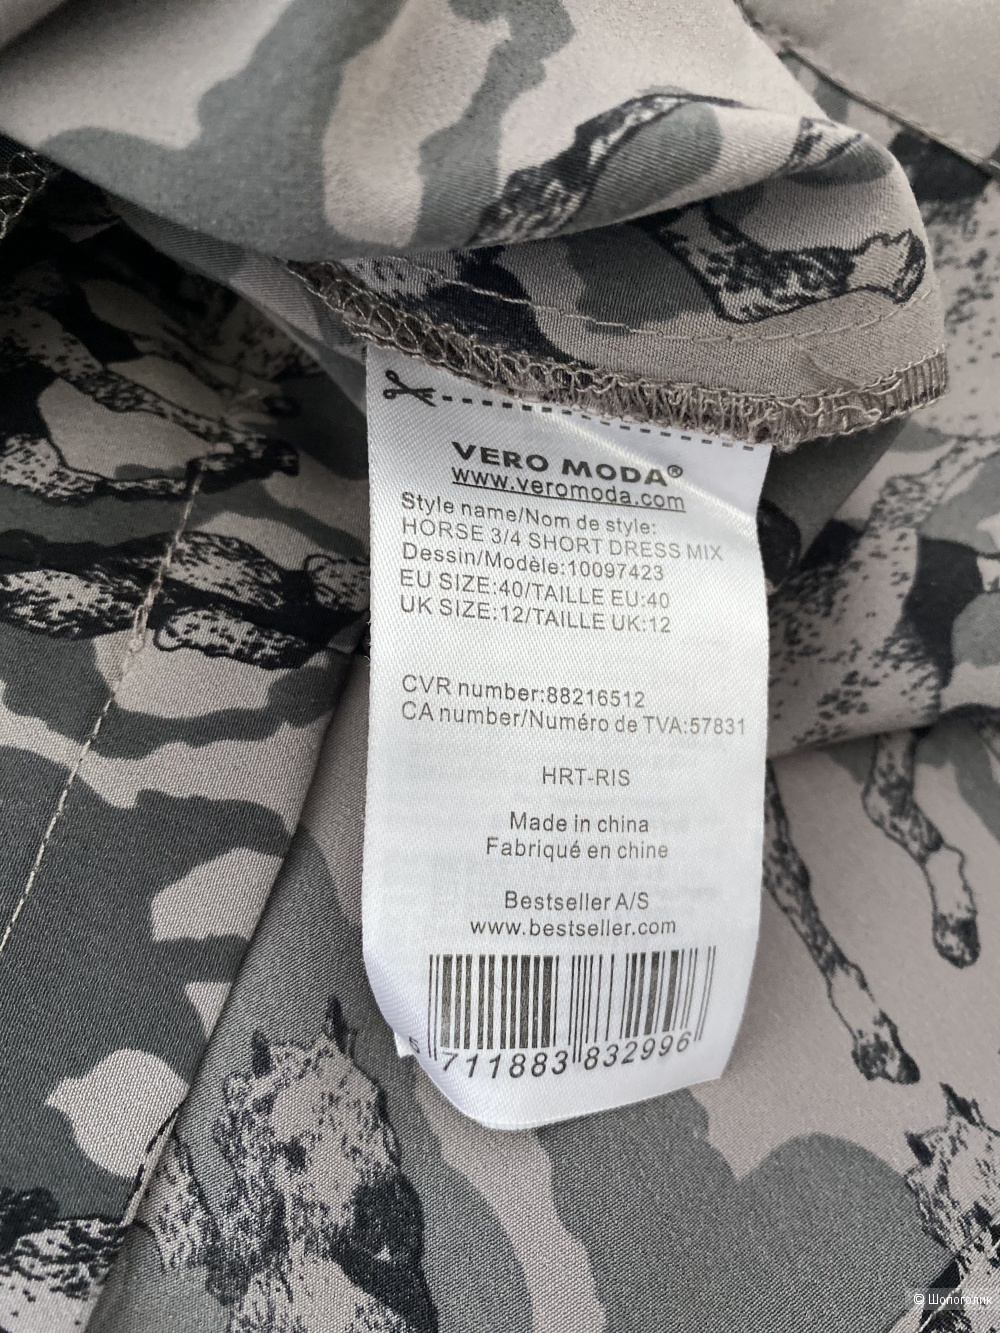 VERO MODA®
www.veromoda.com
Style name/Nom de style:
HORSE 3/4 SHORT DRESS MIX
Dessin/Modèle:10097423
EU SIZE:40/TAILLE EU:40
UK SIZE:12/TAILLE UK:12
CVR number:88216512
CA number/Numéro de TVA:57831
HRT-RIS
Made in china
Fabriqué en chine
Bestseller A/S
www.bestseller.com
5 711883 832996
© Шопоголик